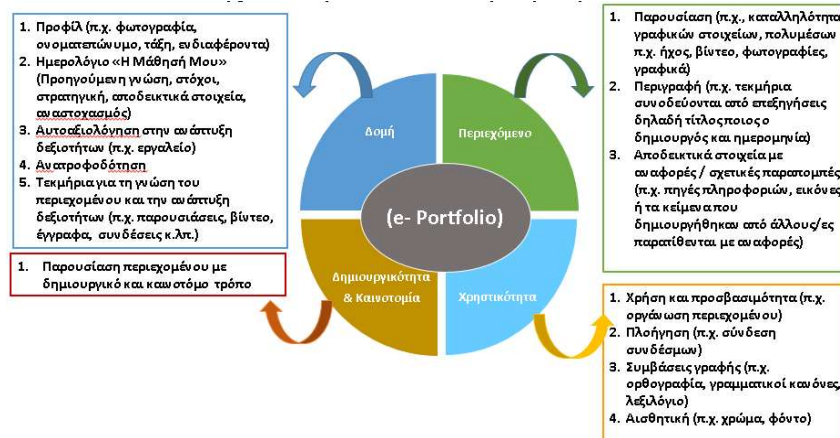 1. Προφίλ (π.χ. φωτογραφία,
ονοματεπώνυμο, τάξη, ενδιαφέροντα)
2. Ημερολόγιο «Η Μάθησή Μου»
(Προηγούμενη γνώση, στόχοι,
στρατηγική, αποδεικτικά στοιχεία,
αναστοχασμός)
3. Αυτοαξιολόγηση στην ανάπτυξη
δεξιοτήτων (π.χ. εργαλείο)
4. Ανατροφοδότηση
5. Τεκμήρια για τη γνώση του
περιεχομένου και την ανάπτυξη
δεξιοτήτων (π.χ. παρουσιάσεις, βίντεο,
έγγραφα, συνδέσεις κ.λπ.)
1. Παρουσίαση περιεχομένου με
δημιουργικό και καινοτόμο τρόπο
Δομή
Περιεχόμενο
(e- Portfolio)
Δημιουργικότητα
& Καινοτομία
Χρηστικότητα
1. Παρουσίαση (π.χ., καταλληλότητα
γραφικών στοιχείων, πολυμέσων
π.χ. ήχος, βίντεο, φωτογραφίες,
γραφικά)
2. Περιγραφή (π.χ. τεκμήρια
συνοδεύονται από επεξηγήσεις
δηλαδή τίτλος ποιος ο
δημιουργός και ημερομηνία)
3. Αποδεικτικά στοιχεία με
αναφορές / σχετικές παραπομπές
(π.χ. πηγές πληροφοριών, εικόνες
ή τα κείμενα που
δημιουργήθηκαν από άλλους/ες
παρατίθενται με αναφορές)
1. Χρήση και προσβασιμότητα (π.χ.
οργάνωση περιεχομένου)
2. Πλοήγηση (π.χ. σύνδεση
συνδέσμων)
3. Συμβάσεις γραφής (π.χ.
ορθογραφία, γραμματικοί κανόνες,
λεξιλόγιο)
4. Αισθητική (π.χ. χρώμα, φόντο)